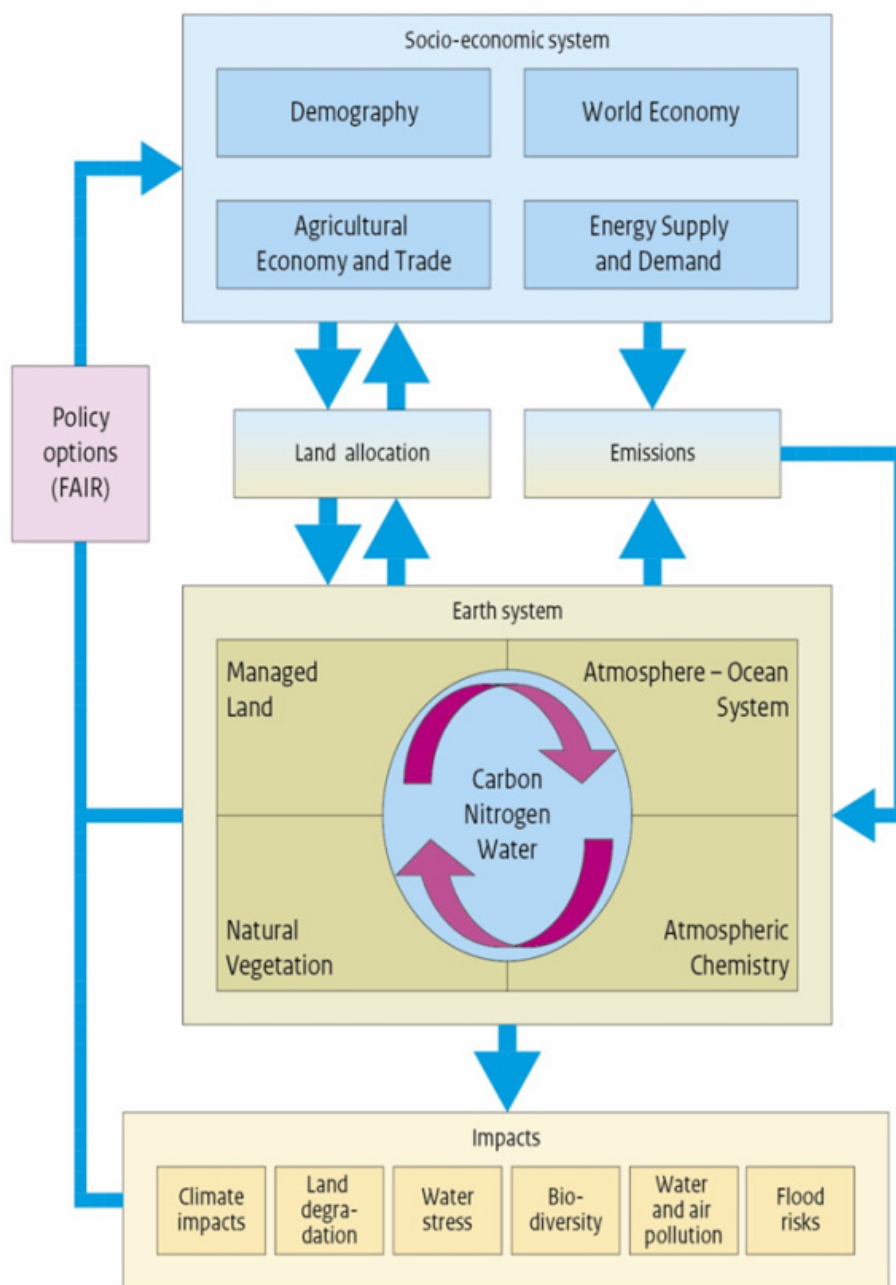 Socio-economic system
Demography
World Economy
Agricultural
Economy and Trade
Energy Supply
and Demand
Policy
options
(FAIR)
Land allocation
Emissions
Earth system
Managed
Land
Atmosphere – Ocean
System
Carbon
Nitrogen
Water
Natural
Vegetation
Atmospheric
Chemistry
Impacts
Climate
impacts
Land
degra-
dation
Water
stress
Bio-
diversity
Water
and air
pollution
Flood
risks